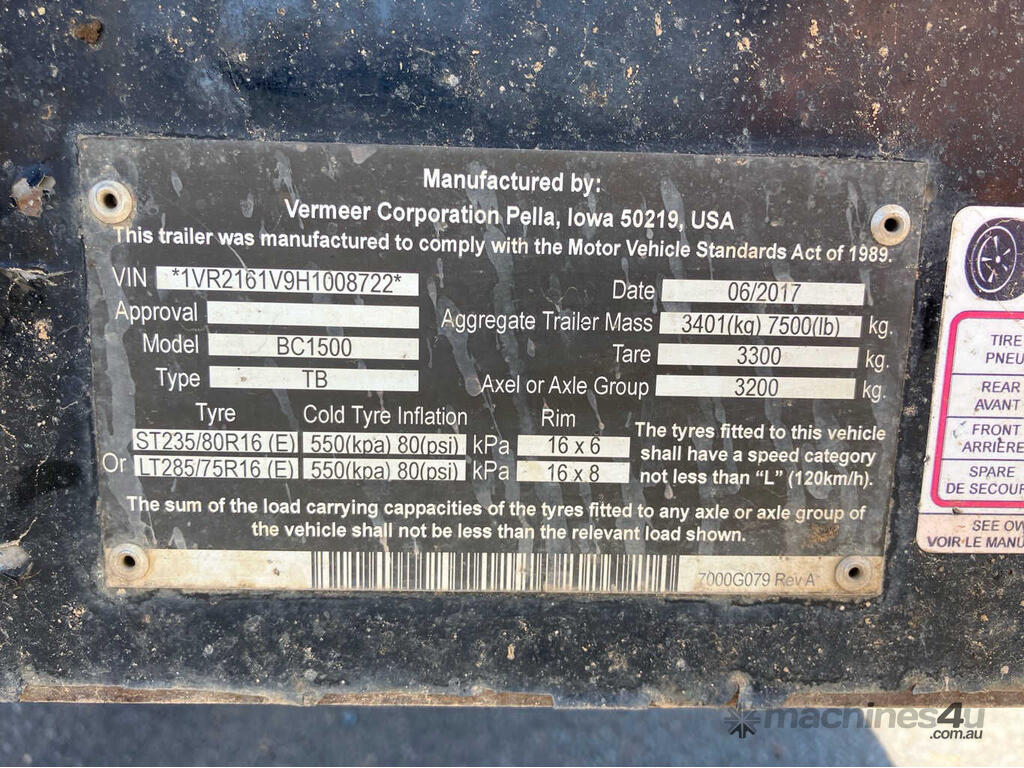 Manufactured by:
Vermeer Corporation Pella, Iowa 50219, USA
This trailer was manufactured to comply with the Motor Vehicle Standards Act of 1989.
VIN *1VR2161V9H1008722*
Date 06/2017
Approval
Aggregate Trailer Mass 3401(kg) 7500(lb) kg.
Model BC1500
Tare 3300 kg.
Type TB
Axel or Axle Group 3200 kg.
Tyre Cold Tyre Inflation Rim
ST235/80R16 (E) 550(kpa) 80(psi) kPa 16 x 6
Or LT285/75R16 (E) 550(kpa) 80(psi) kPa 16 x 8
The tyres fitted to this vehicle
shall have a speed category
not less than “L” (120km/h).
The sum of the load carrying cappacities of the tyres fitted to any axle or axle group of
the vehicle shall not be less than the relevant load shown.
7000G079 Rev A
TIRE
PNEU
REAR
AVANT
FRONT
ARRIÈRE
SPARE
DE SECOUR
SEE OW
VOIR LE MANU
machines4u
.com.au